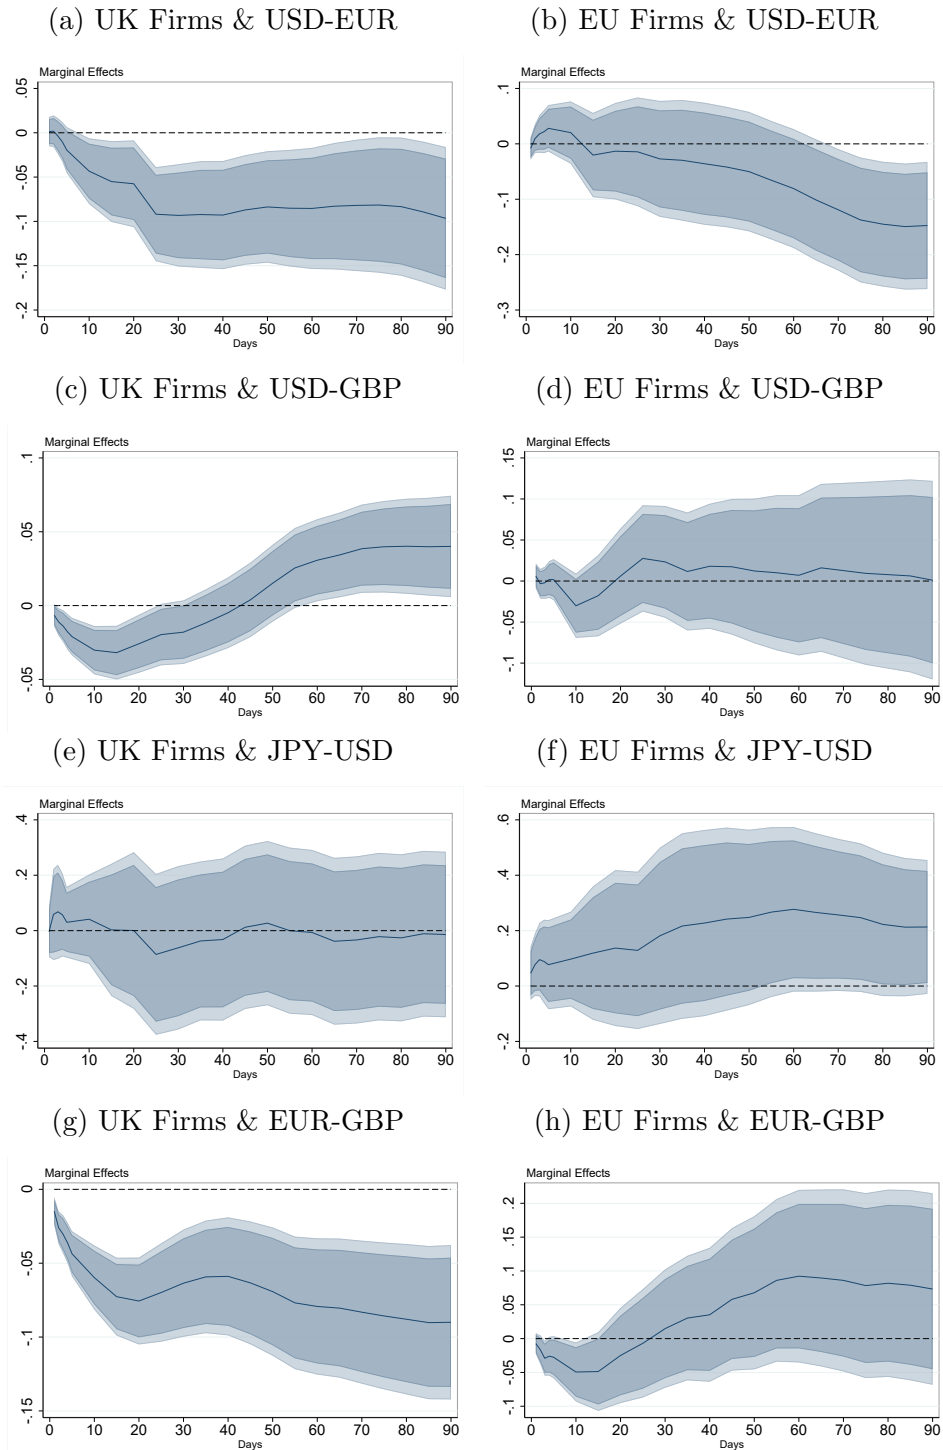 (a) UK Firms & USD-EUR
Marginal Effects
.05
0
-.05
-.1
-.15
-.2
0 10 20 30 40 50 60 70 80 90
Days
(b) EU Firms & USD-EUR
Marginal Effects
.1
0
-.1
-.2
-.3
0 10 20 30 40 50 60 70 80 90
Days
(c) UK Firms & USD-GBP
Marginal Effects
.1
.05
0
-.05
0 10 20 30 40 50 60 70 80 90
Days
(d) EU Firms & USD-GBP
Marginal Effects
.15
.1
.05
0
-.05
-.1
0 10 20 30 40 50 60 70 80 90
Days
(e) UK Firms & JPY-USD
Marginal Effects
.4
.2
0
-.2
-.4
0 10 20 30 40 50 60 70 80 90
Days
(f) EU Firms & JPY-USD
Marginal Effects
.6
.4
.2
0
-.2
0 10 20 30 40 50 60 70 80 90
Days
(g) UK Firms & EUR-GBP
Marginal Effects
0
-.05
-.1
-.15
0 10 20 30 40 50 60 70 80 90
Days
(h) EU Firms & EUR-GBP
Marginal Effects
.2
.15
.1
.05
0
-.05
-.1
0 10 20 30 40 50 60 70 80 90
Days